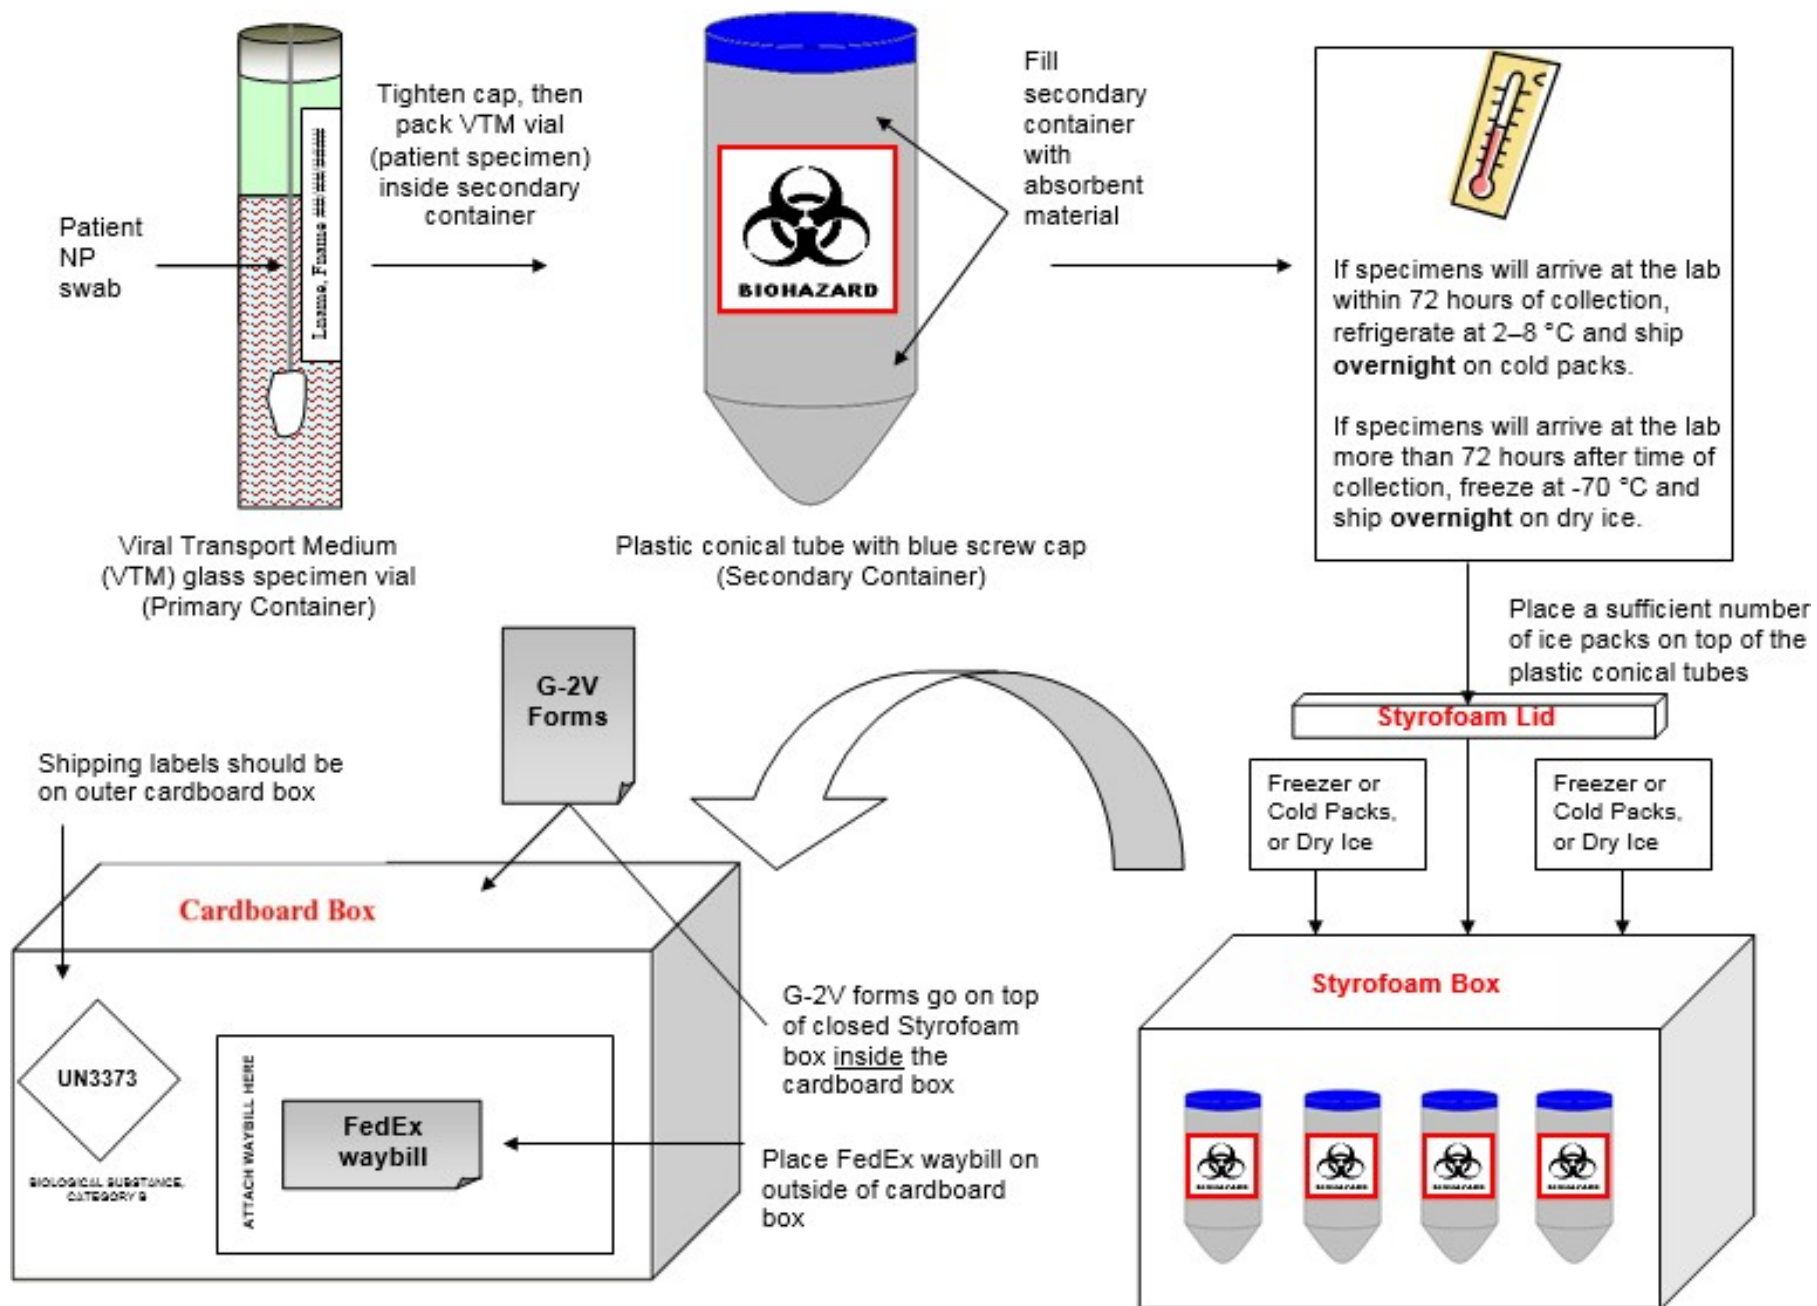 Patient
NP
swab
Lname, Fname ##/##/####
Tighten cap, then
pack VTM vial
(patient specimen)
inside secondary
container
Viral Transport Medium
(VTM) glass specimen vial
(Primary Container)
BIOHAZARD
Plastic conical tube with blue screw cap
(Secondary Container)
Fill
secondary
container
with
absorbent
material
If specimens will arrive at the lab
within 72 hours of collection,
refrigerate at 2–8 °C and ship
overnight on cold packs.
If specimens will arrive at the lab
more than 72 hours after time of
collection, freeze at -70 °C and
ship overnight on dry ice.
Place a sufficient number
of ice packs on top of the
plastic conical tubes
Styrofoam Lid
Freezer or
Cold Packs,
or Dry Ice
Freezer or
Cold Packs,
or Dry Ice
Styrofoam Box
BIOHAZARD
BIOHAZARD
BIOHAZARD
BIOHAZARD
G-2V
Forms
Shipping labels should be
on outer cardboard box
Cardboard Box
UN3373
BIOLOGICAL SUBSTANCE,
CATEGORY B
ATTACH WAYBILL HERE
FedEx
waybill
G-2V forms go on top
of closed Styrofoam
box inside the
cardboard box
Place FedEx waybill on
outside of cardboard
box